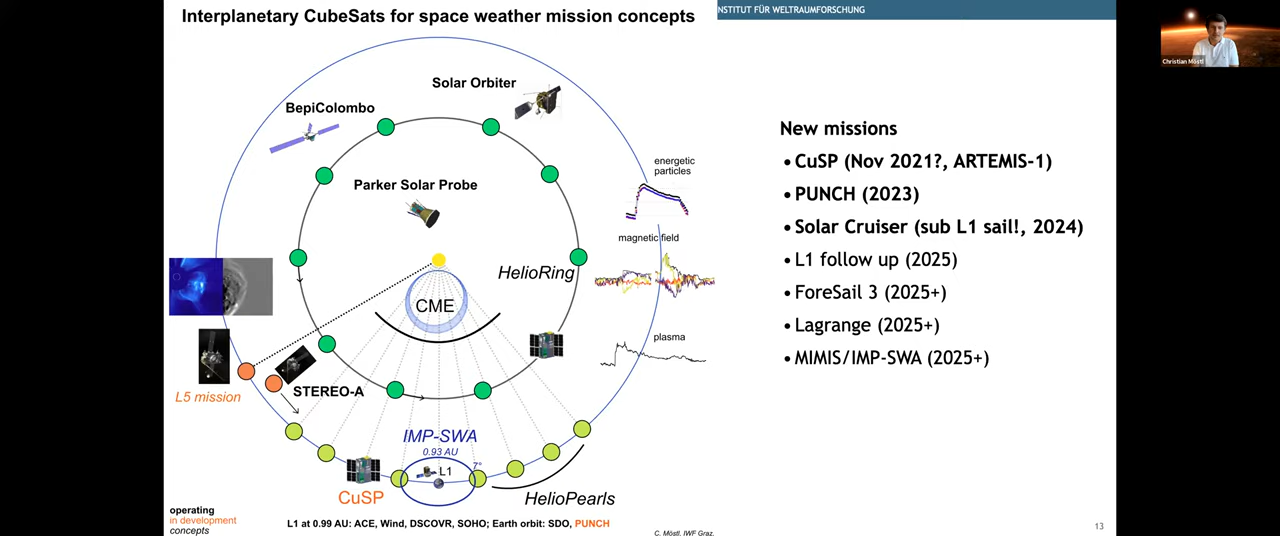 Interplanetary CubeSats for space weather mission concepts
NSTITUT FÜR WELTRAUMFORSCHUNG
Christian Möstl
Solar Orbiter
BepiColombo
Parker Solar Probe
energetic
particles
magnetic field
HelioRing
CME
plasma
L5 mission
STEREO-A
IMP-SWA
0.93 AU
L1
7°
CuSP
HelioPearls
operating
in development
concepts
L1 at 0.99 AU: ACE, Wind, DSCOVR, SOHO; Earth orbit: SDO, PUNCH
C. Möstl, IWF Graz.
New missions
• CuSP (Nov 2021?, ARTEMIS-1)
• PUNCH (2023)
• Solar Cruiser (sub L1 sail!, 2024)
• L1 follow up (2025)
• ForeSail 3 (2025+)
• Lagrange (2025+)
• MIMIS/IMP-SWA (2025+)
13